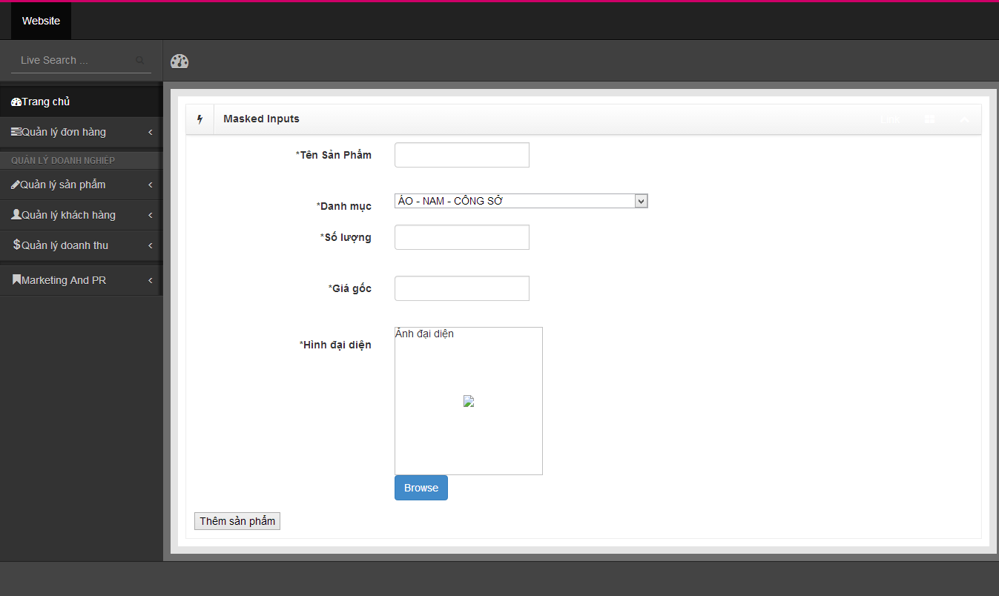 Website
Live Search ...
Trang chủ
Quản lý đơn hàng
QUẢN LÝ DOANH NGHIỆP
Quản lý sản phẩm
Quản lý khách hàng
Quản lý doanh thu
Marketing And PR
Masked Inputs
Link
*Tên Sản Phẩm
*Danh mục
ÁO - NAM - CÔNG SỞ
*Số lượng
*Giá gốc
*Hình đại diện
Ảnh đại diện
Browse
Thêm sản phẩm